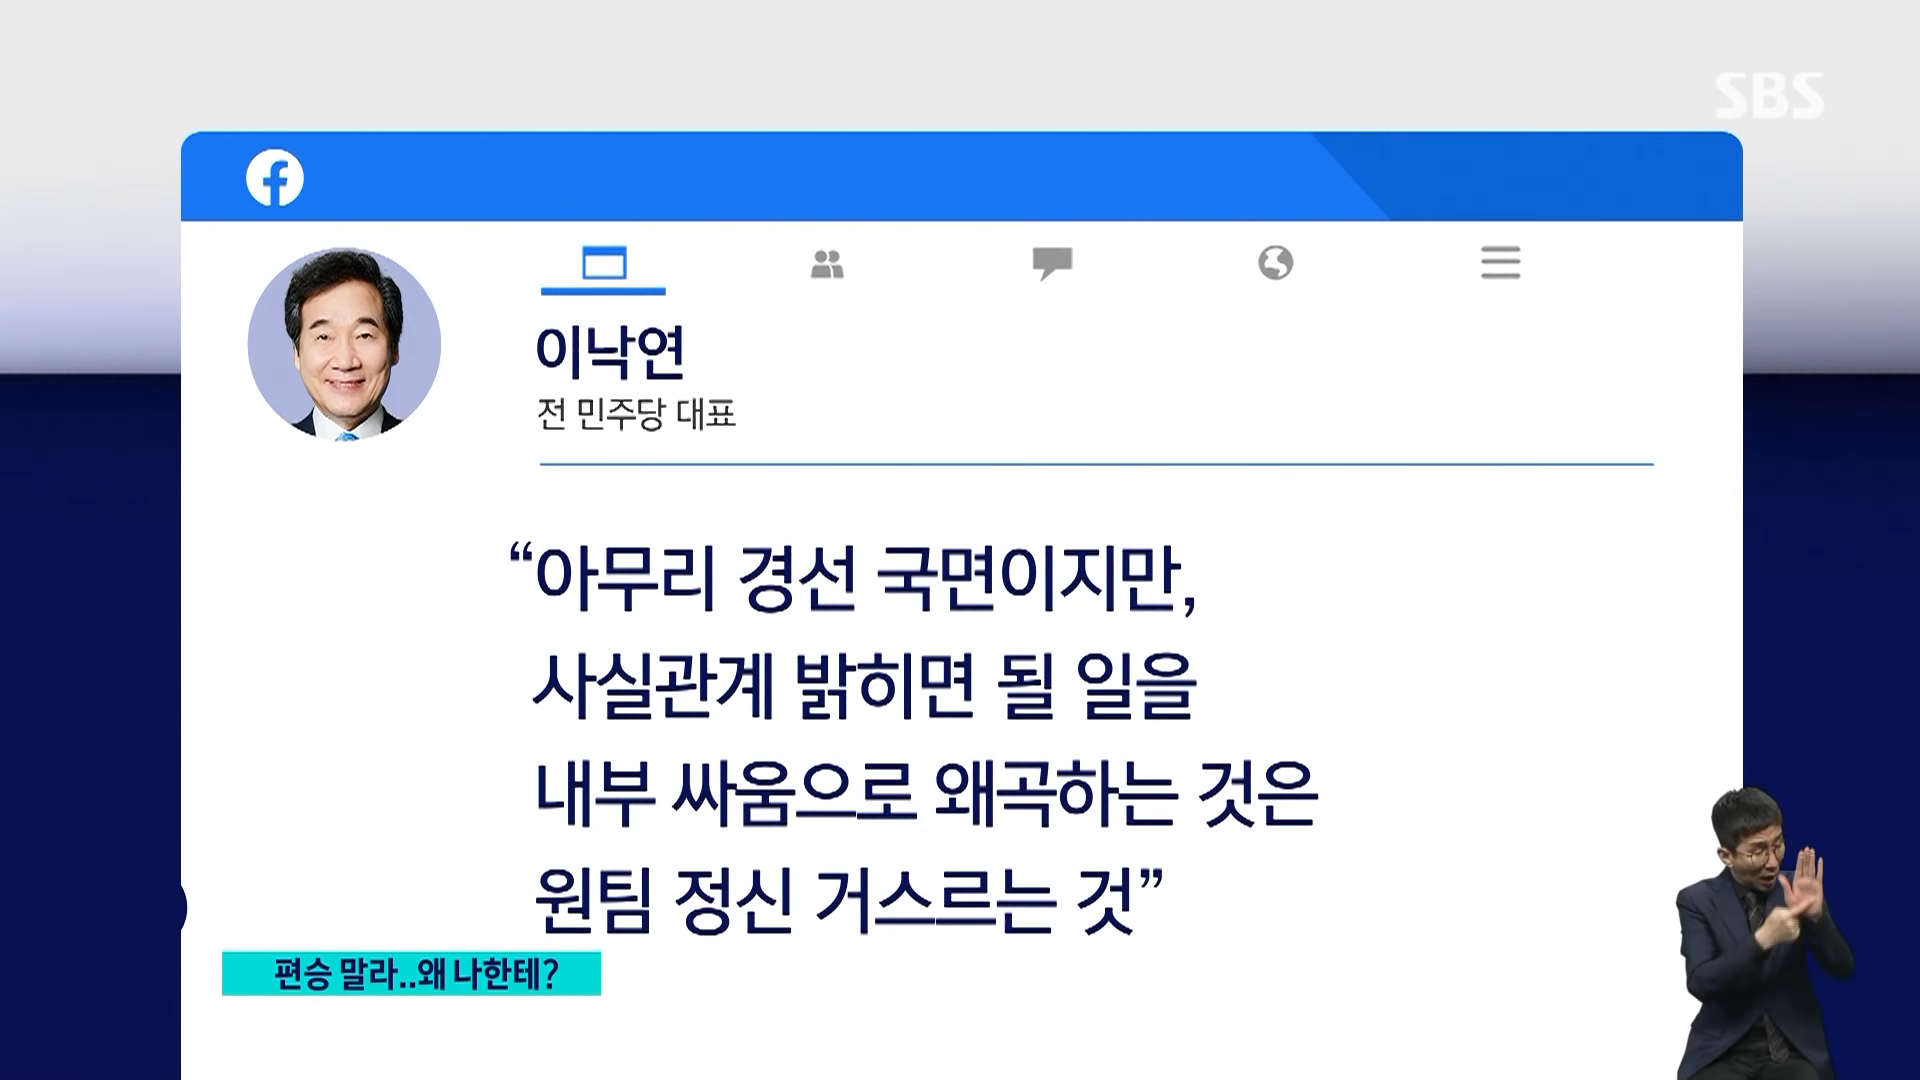 SBS
이낙연
전 민주당 대표
“아무리 경선 국면이지만,
사실관계 밝히면 될 일을
내부 싸움으로 왜곡하는 것은
원팀 정신 거스르는 것”
편승 말라..왜 나한테?